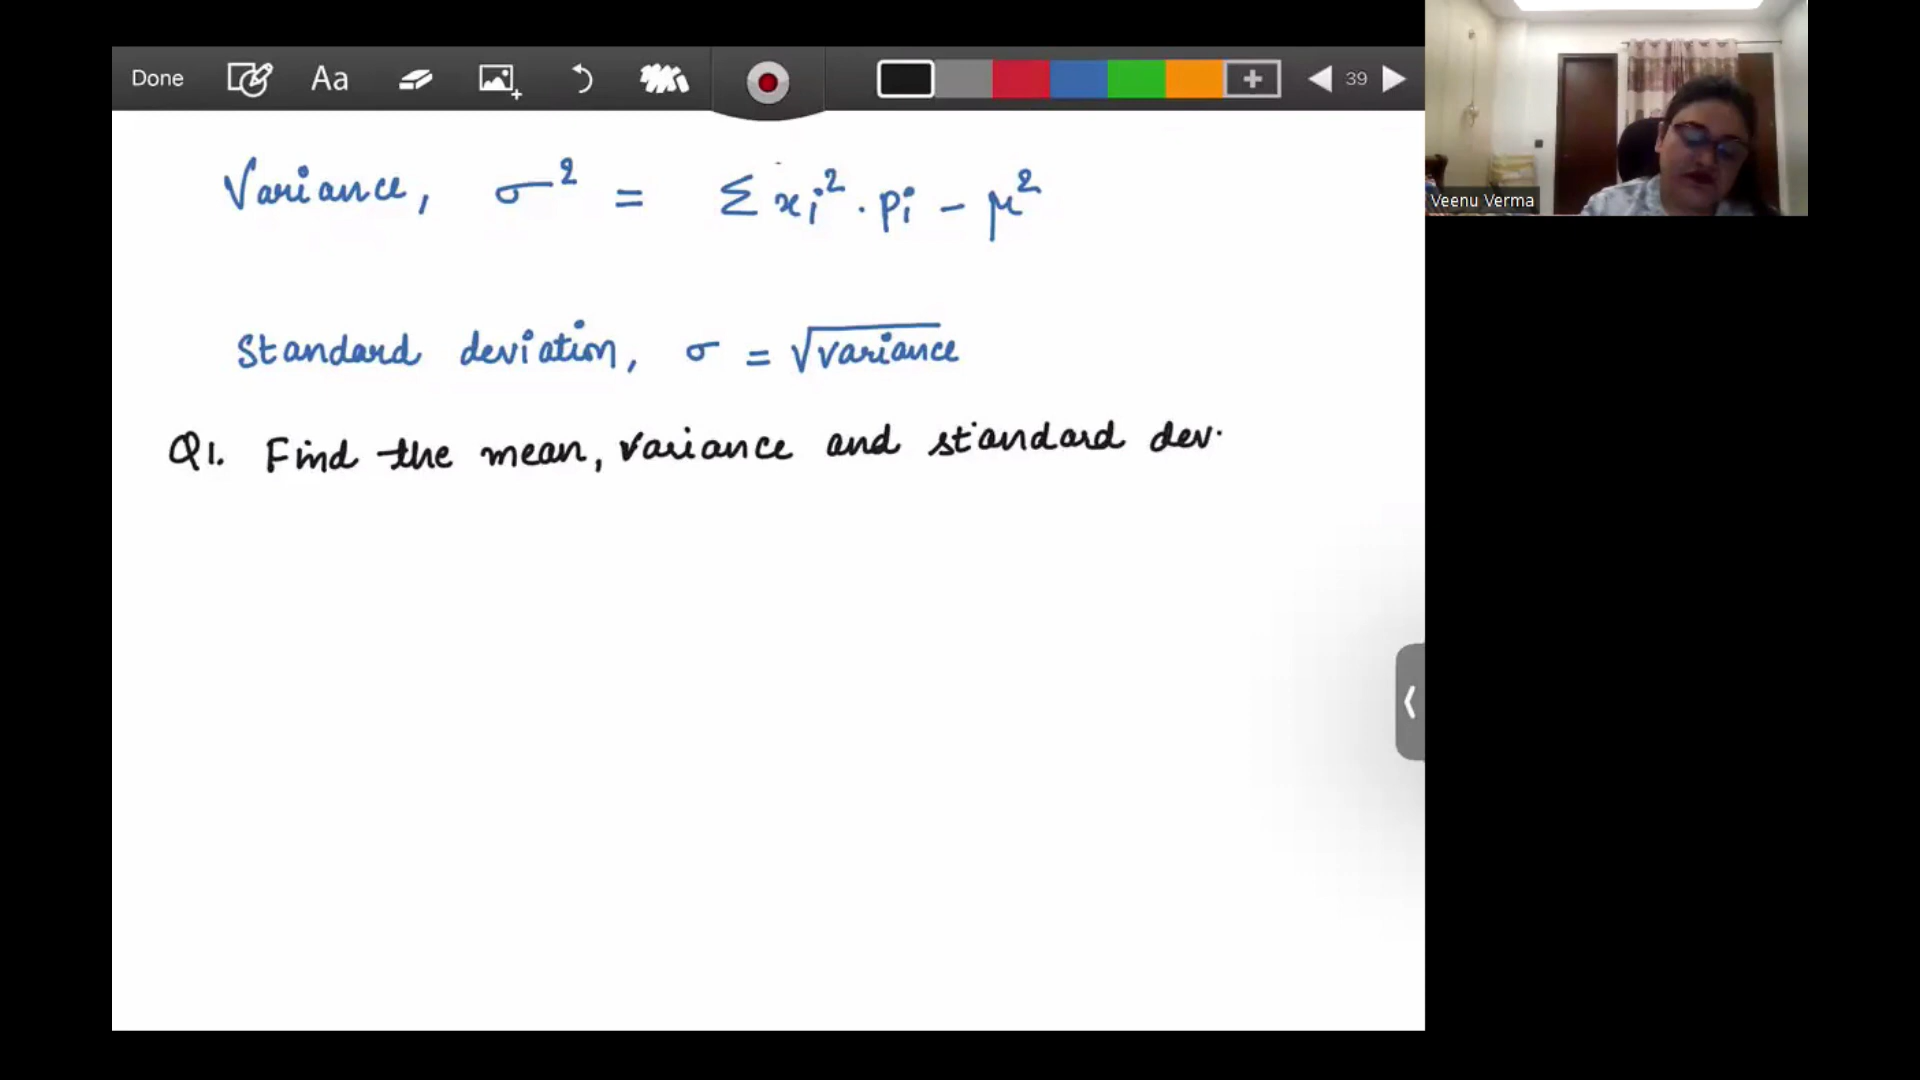 Done Aa 39
Variance, σ² = Σ xᵢ² · pᵢ - μ²
Veenu Verma
Standard deviation, σ = √variance
Q1. Find the mean, variance and standard dev.